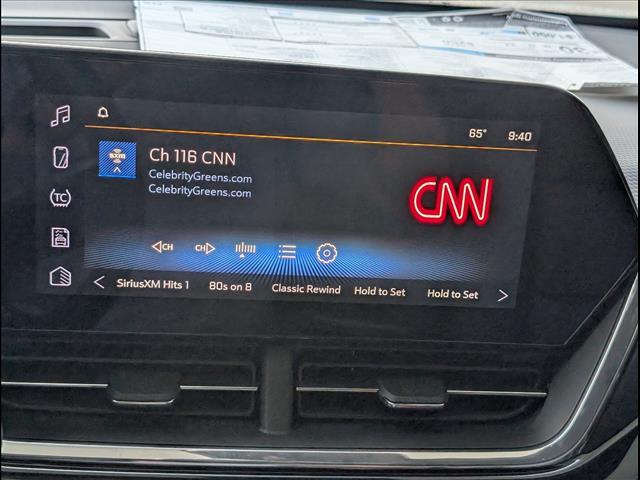 65° 9:40
sxm
Ch 116 CNN
CelebrityGreens.com
CelebrityGreens.com
CNN
TC
CH CH
SiriusXM Hits 1 80s on 8 Classic Rewind Hold to Set Hold to Set